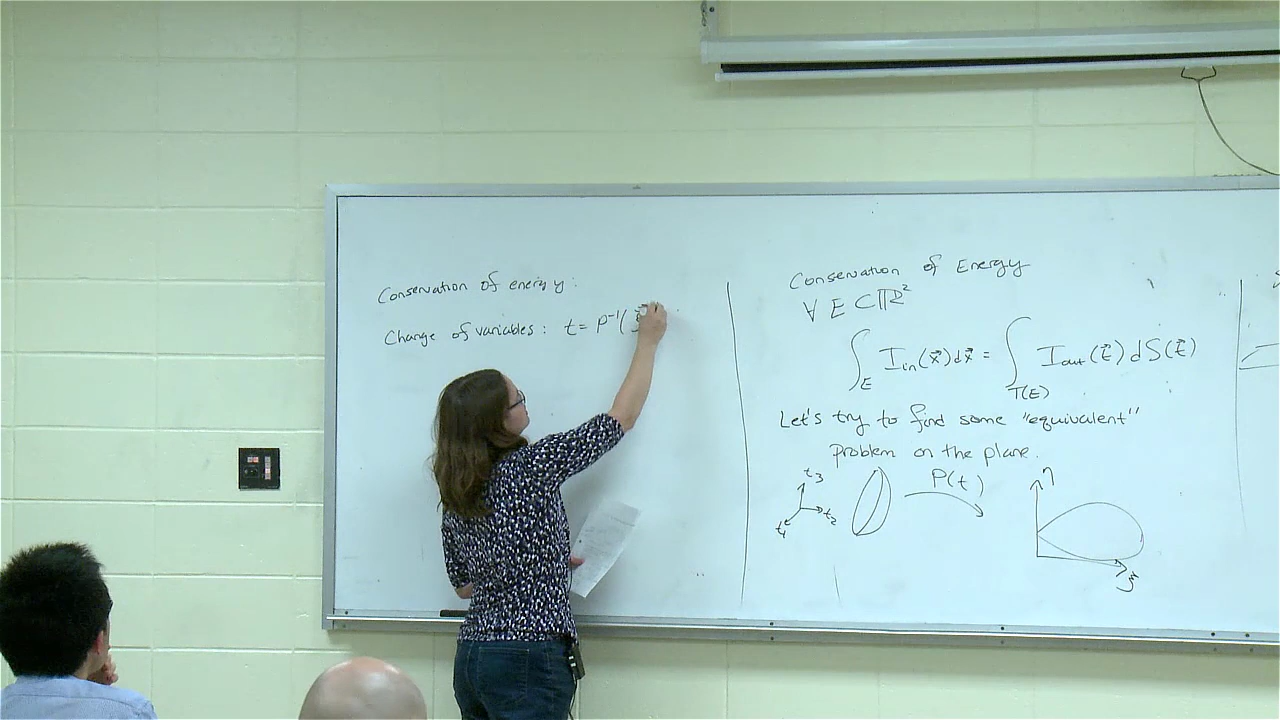 Conservation of energy:
Change of variables: t = P⁻¹(ξ
Conservation of Energy
∀ E ⊂ ℝ²
∫_E I_in(x⃗)dx⃗ = ∫_T(E) I_out(t⃗)dS(t⃗)
Let's try to find some "equivalent"
problem on the plane.
t₃
t₂
t₁
P(t)
η
ξ